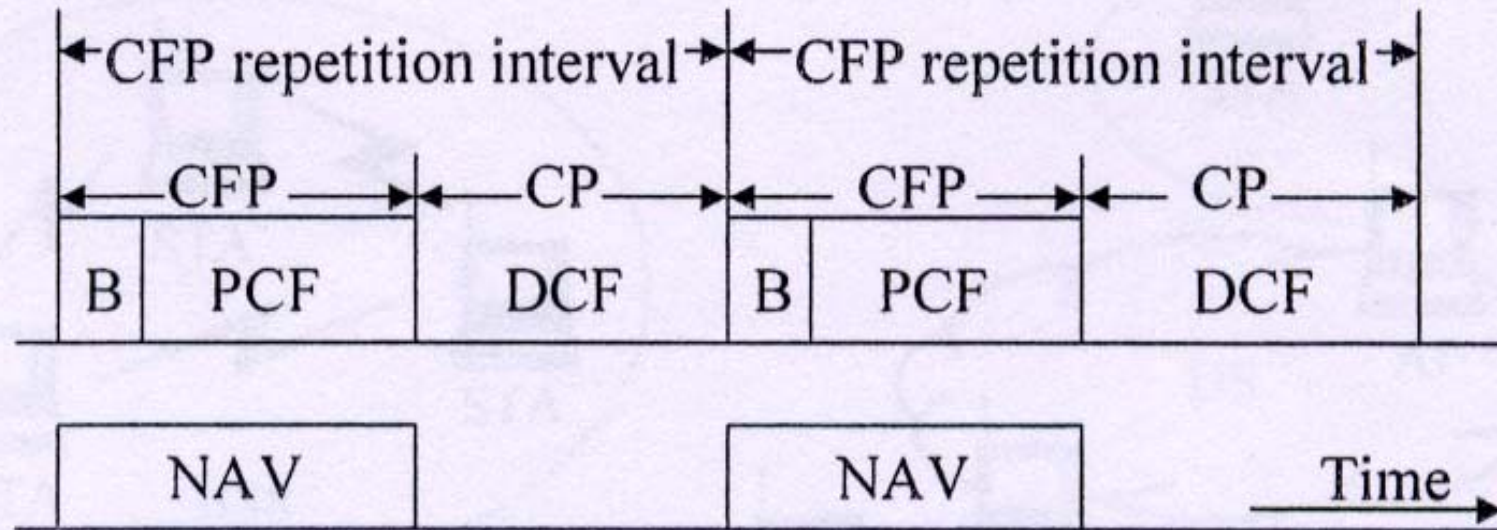 CFP repetition interval CFP repetition interval
CFP CP CFP CP
B PCF DCF B PCF DCF
NAV NAV Time